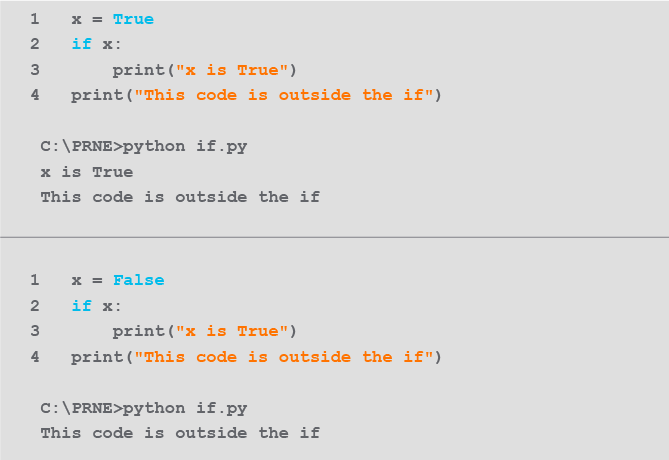 1 x = True
2 if x:
3 print("x is True")
4 print("This code is outside the if")
C:\PRNE>python if.py
x is True
This code is outside the if
1 x = False
2 if x:
3 print("x is True")
4 print("This code is outside the if")
C:\PRNE>python if.py
This code is outside the if